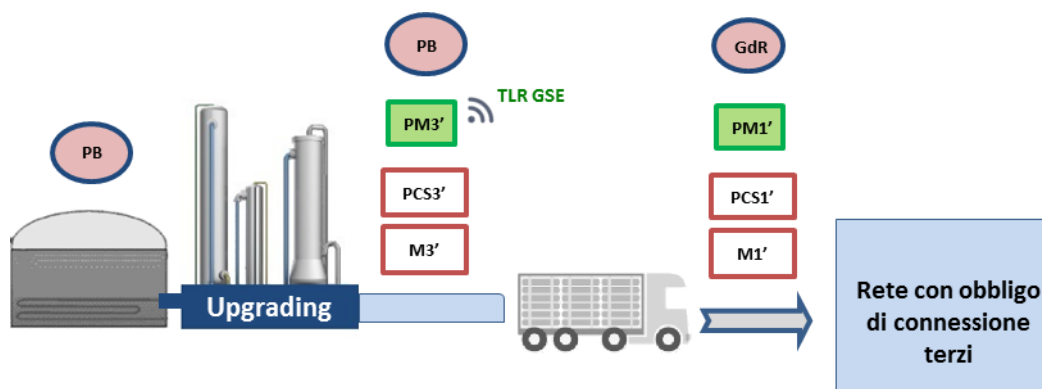 PB
GdR
TLR GSE
PM3’
PM1’
PB
PCS3’
PCS1’
M3’
M1’
Upgrading
Rete con obbligo
di connessione
terzi